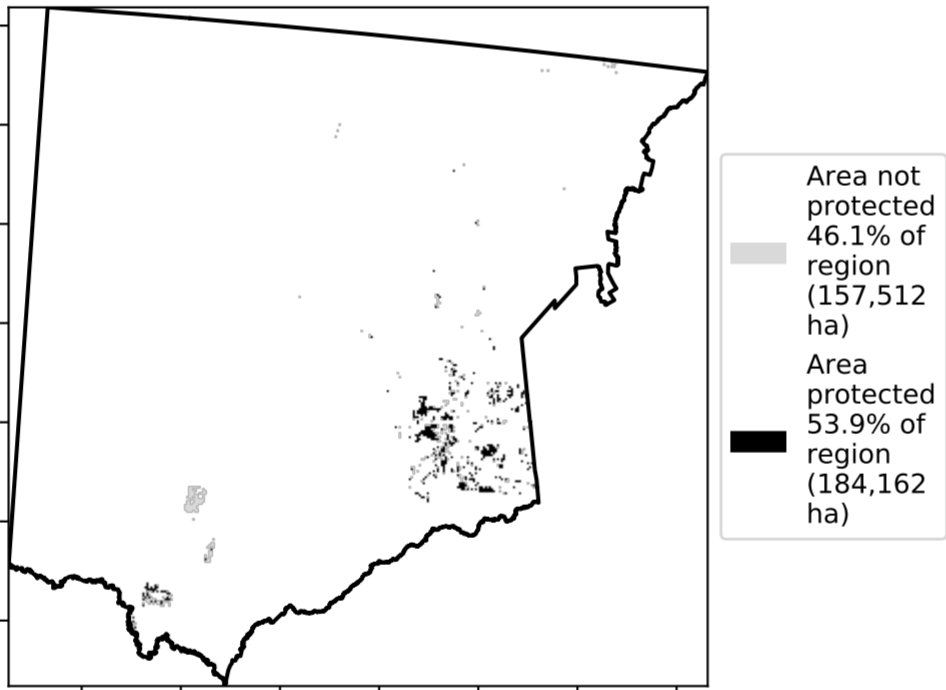 Area not
protected
46.1% of
region
(157,512
ha)
Area
protected
53.9% of
region
(184,162
ha)